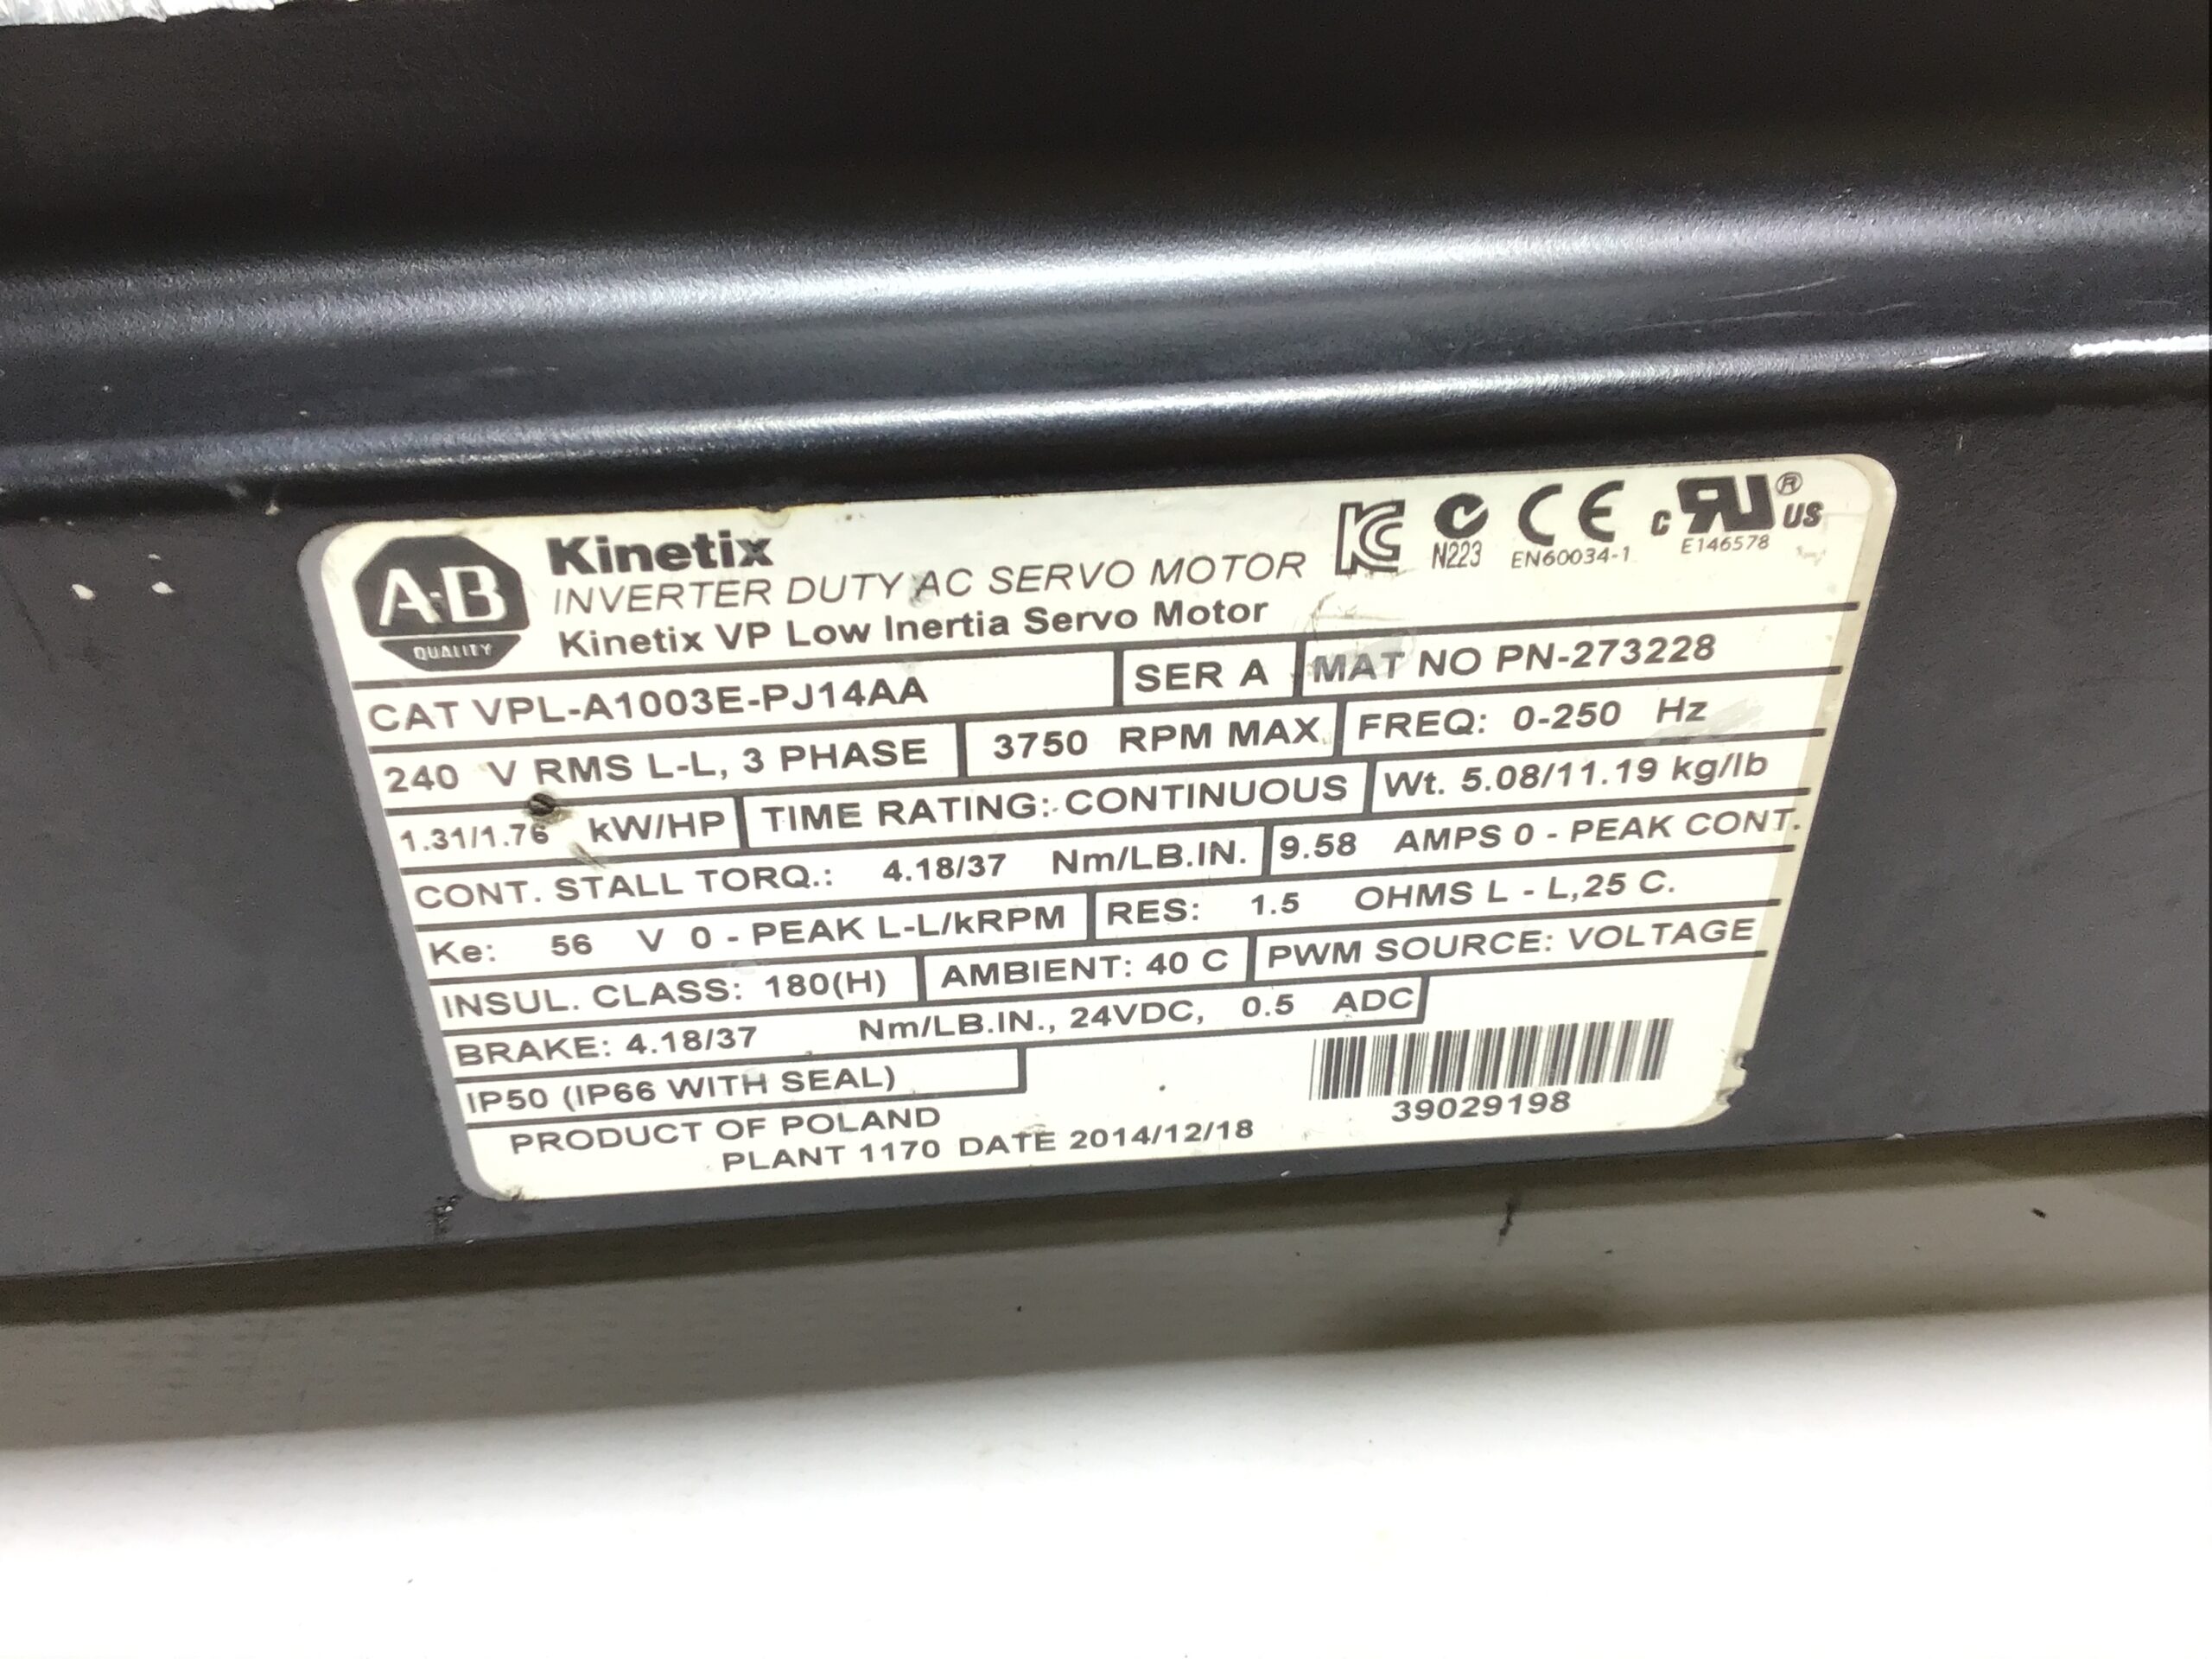 A-B
QUALITY
Kinetix
INVERTER DUTY AC SERVO MOTOR
Kinetix VP Low Inertia Servo Motor
N223
EN60034-1
c US ®
E146578
CAT VPL-A1003E-PJ14AA SER A MAT NO PN-273228
240 V RMS L-L, 3 PHASE 3750 RPM MAX FREQ: 0-250 Hz
1.31/1.76 kW/HP TIME RATING: CONTINUOUS Wt. 5.08/11.19 kg/lb
CONT. STALL TORQ.: 4.18/37 Nm/LB.IN. 9.58 AMPS 0 - PEAK CONT.
Ke: 56 V 0 - PEAK L-L/kRPM RES: 1.5 OHMS L - L,25 C.
INSUL. CLASS: 180(H) AMBIENT: 40 C PWM SOURCE: VOLTAGE
BRAKE: 4.18/37 Nm/LB.IN., 24VDC, 0.5 ADC
IP50 (IP66 WITH SEAL)
PRODUCT OF POLAND
PLANT 1170 DATE 2014/12/18
39029198